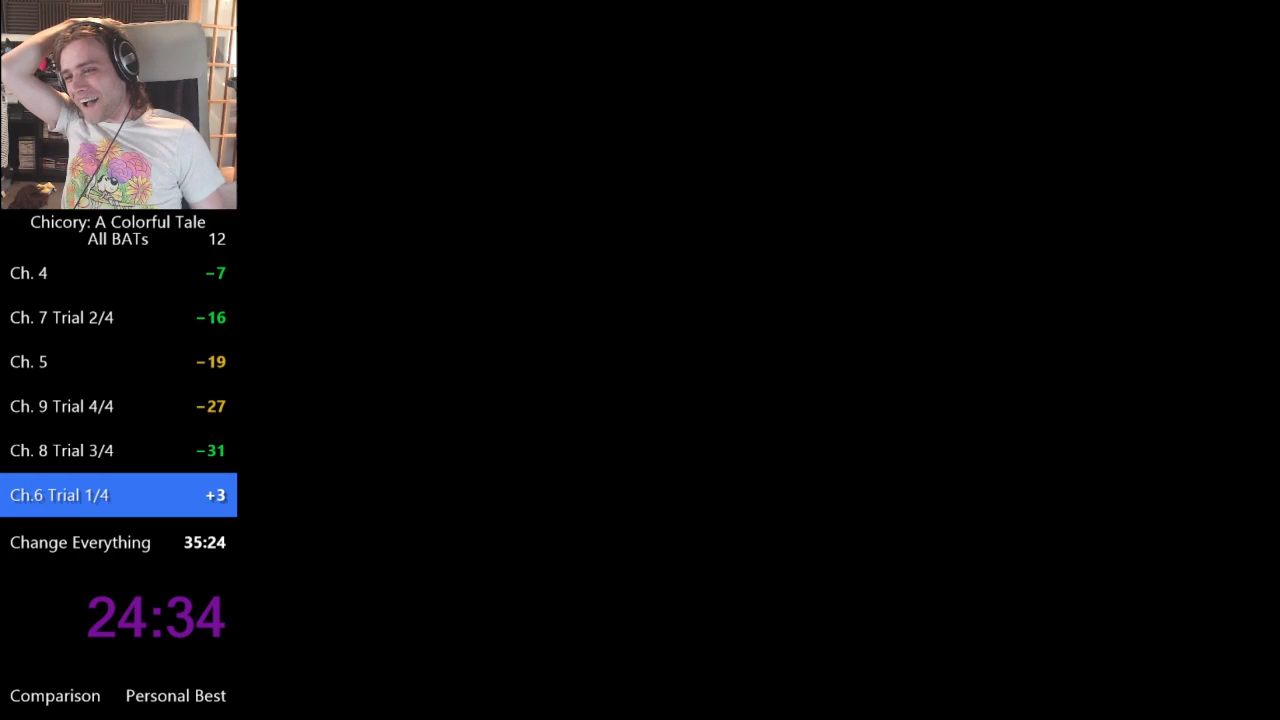 Chicory: A Colorful Tale
All BATs 12
Ch. 4 −7
Ch. 7 Trial 2/4 −16
Ch. 5 −19
Ch. 9 Trial 4/4 −27
Ch. 8 Trial 3/4 −31
Ch.6 Trial 1/4 +3
Change Everything 35:24
24:34
Comparison Personal Best